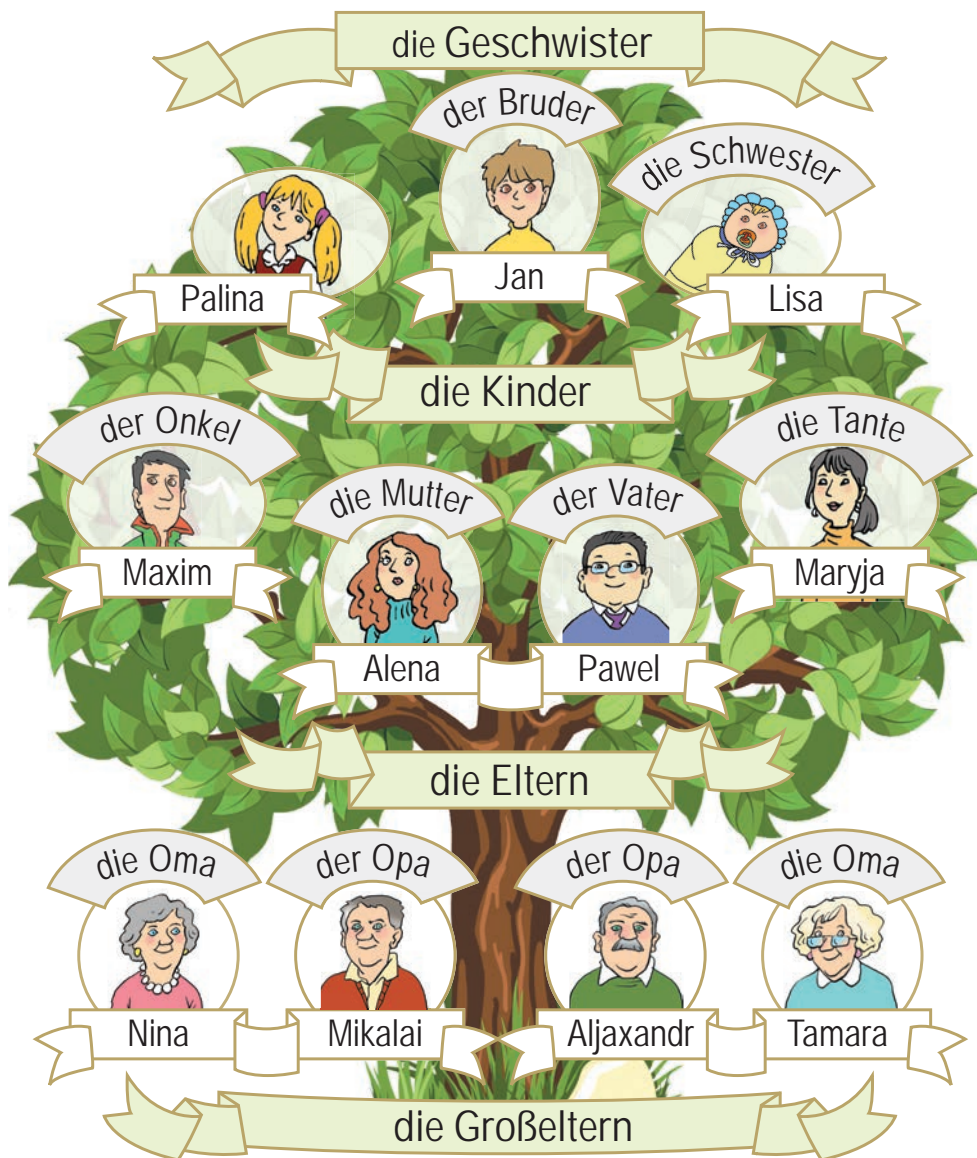 die Geschwister
der Bruder
die Schwester
Palina
Jan
Lisa
die Kinder
der Onkel
die Tante
die Mutter
der Vater
Maxim
Maryja
Alena
Pawel
die Eltern
die Oma
der Opa
der Opa
die Oma
Nina
Mikalai
Aljaxandr
Tamara
die Großeltern